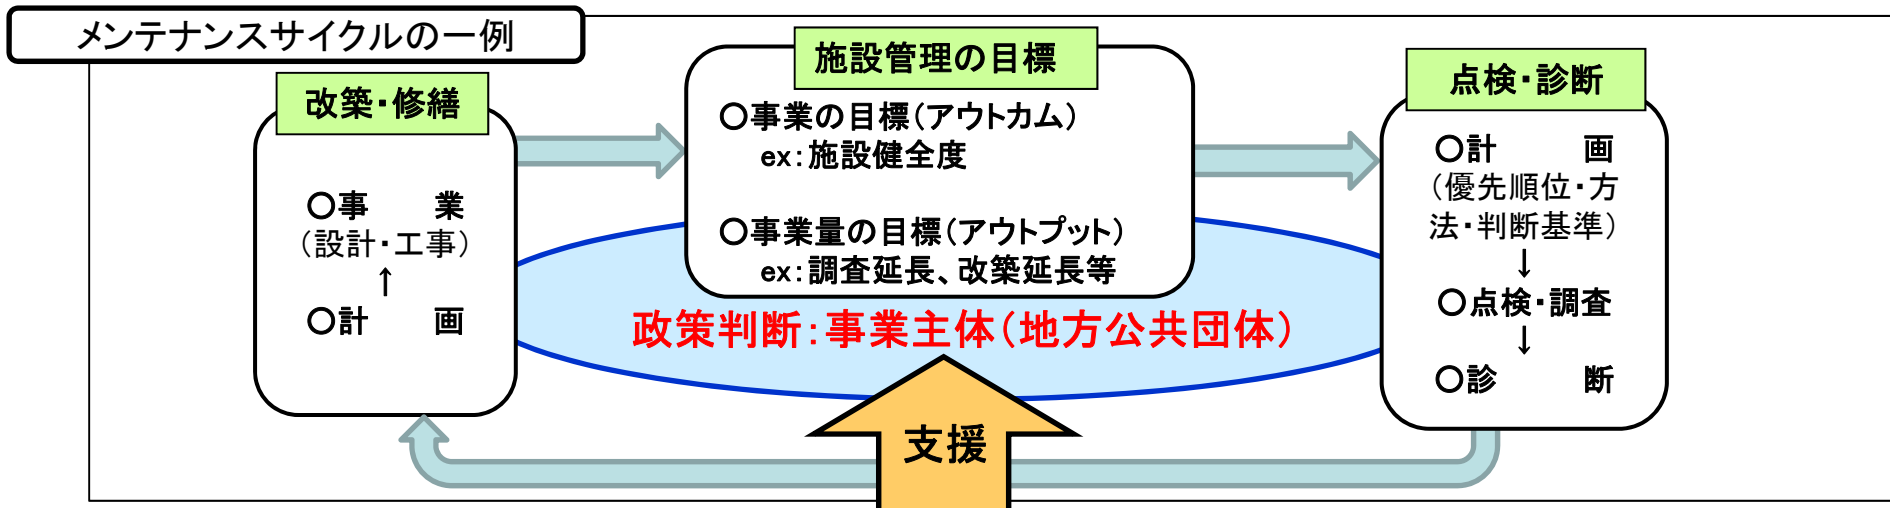 メンテナンスサイクルの一例
改築・修繕
○事　　業
（設計・工事）
↑
○計　　画
施設管理の目標
○事業の目標（アウトカム）
ex：施設健全度
○事業量の目標（アウトプット）
ex：調査延長、改築延長等
点検・診断
○計　　画
（優先順位・方
法・判断基準）
↓
○点検・調査
↓
○診　　断
政策判断：事業主体（地方公共団体）
支援